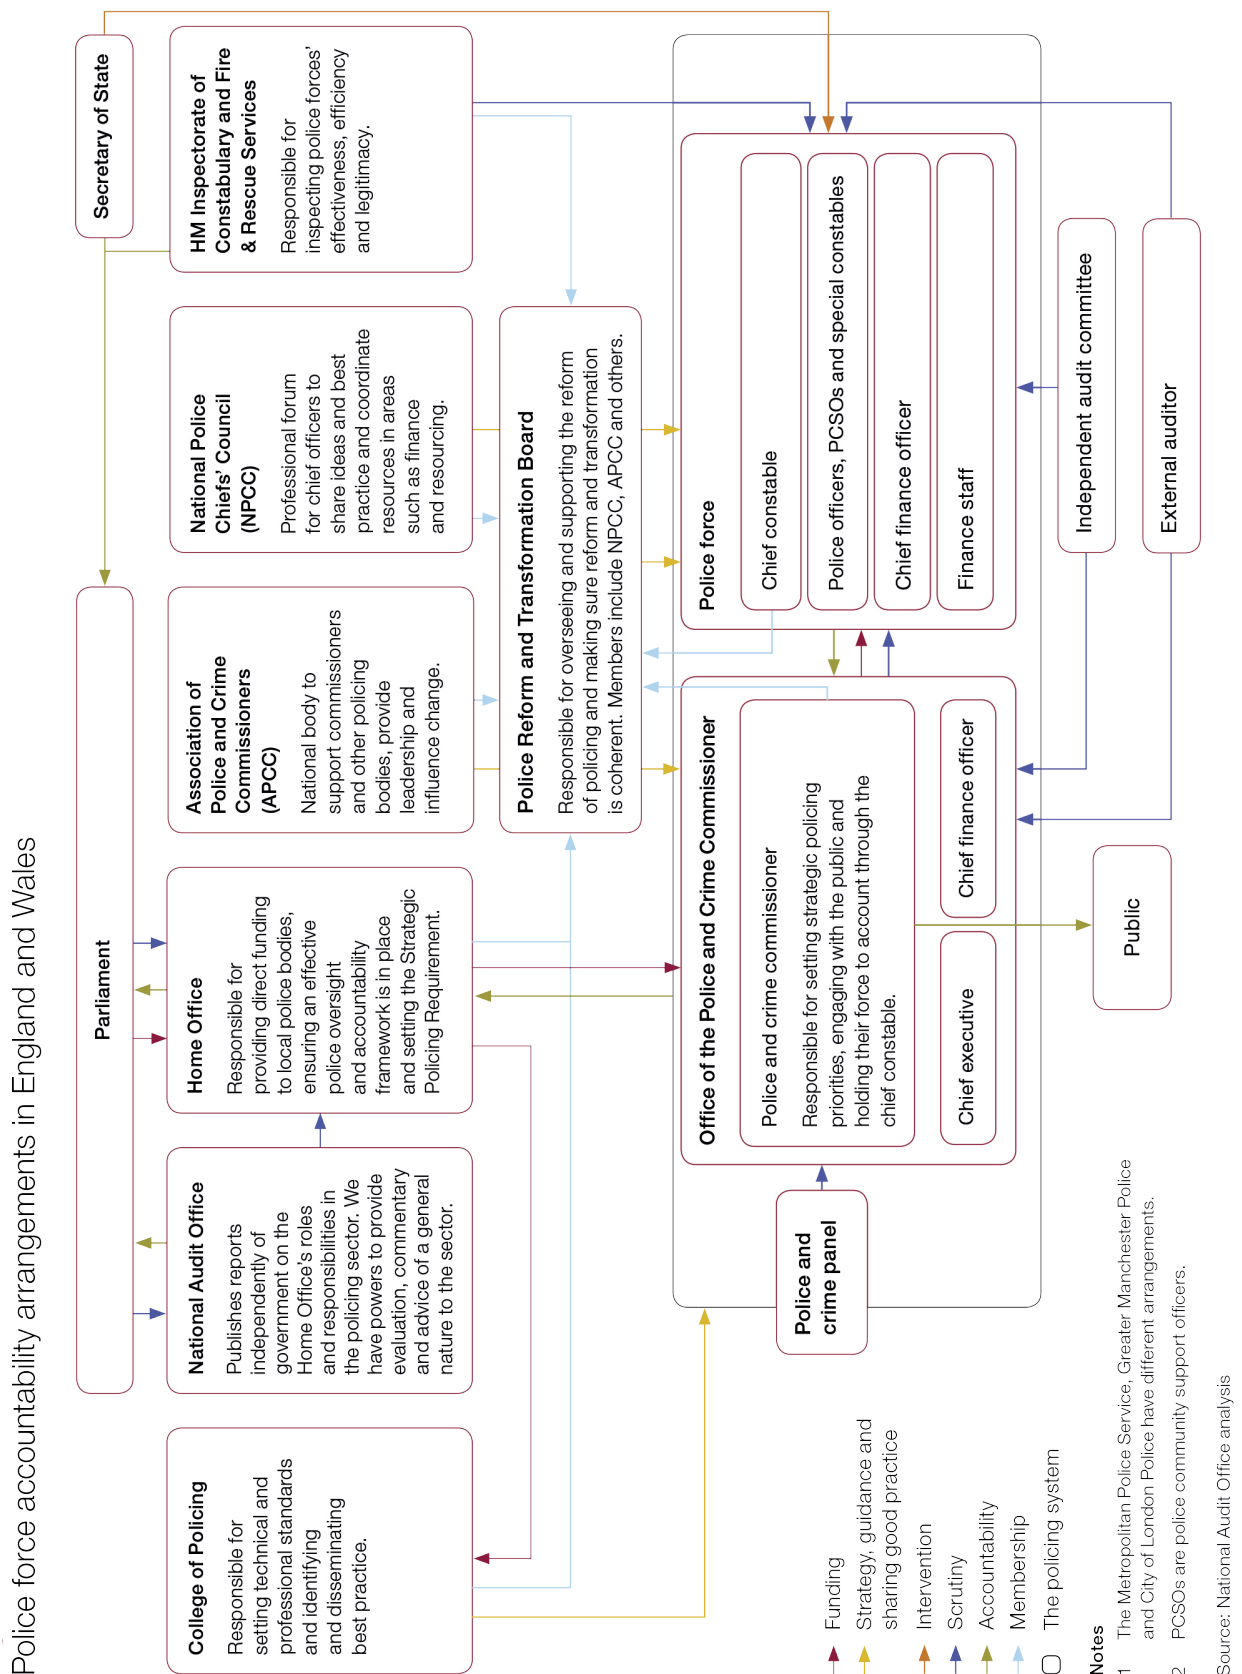 Police force accountability arrangements in England and Wales
Parliament
Secretary of State
College of Policing
Responsible for
setting technical and
professional standards
and identifying
and disseminating
best practice.
National Audit Office
Publishes reports
independently of
government on the
Home Office's roles
and responsibilities in
the policing sector. We
have powers to provide
evaluation, commentary
and advice of a general
nature to the sector.
Home Office
Responsible for
providing direct funding
to local police bodies,
ensuring an effective
police oversight
and accountability
framework is in place
and setting the Strategic
Policing Requirement.
Association of
Police and Crime
Commissioners
(APCC)
National body to
support commissioners
and other policing
bodies, provide
leadership and
influence change.
National Police
Chiefs' Council
(NPCC)
Professional forum
for chief officers to
share ideas and best
practice and coordinate
resources in areas
such as finance
and resourcing.
HM Inspectorate of
Constabulary and Fire
& Rescue Services
Responsible for
inspecting police forces'
effectiveness, efficiency
and legitimacy.
Police Reform and Transformation Board
Responsible for overseeing and supporting the reform
of policing and making sure reform and transformation
is coherent. Members include NPCC, APCC and others.
Police and
crime panel
Office of the Police and Crime Commissioner
Police and crime commissioner
Responsible for setting strategic policing
priorities, engaging with the public and
holding their force to account through the
chief constable.
Chief executive
Chief finance officer
Police force
Chief constable
Police officers, PCSOs and special constables
Chief finance officer
Finance staff
Public
Independent audit committee
External auditor
Funding
Strategy, guidance and
sharing good practice
Intervention
Scrutiny
Accountability
Membership
The policing system
Notes
1 The Metropolitan Police Service, Greater Manchester Police
and City of London Police have different arrangements.
2 PCSOs are police community support officers.
Source: National Audit Office analysis